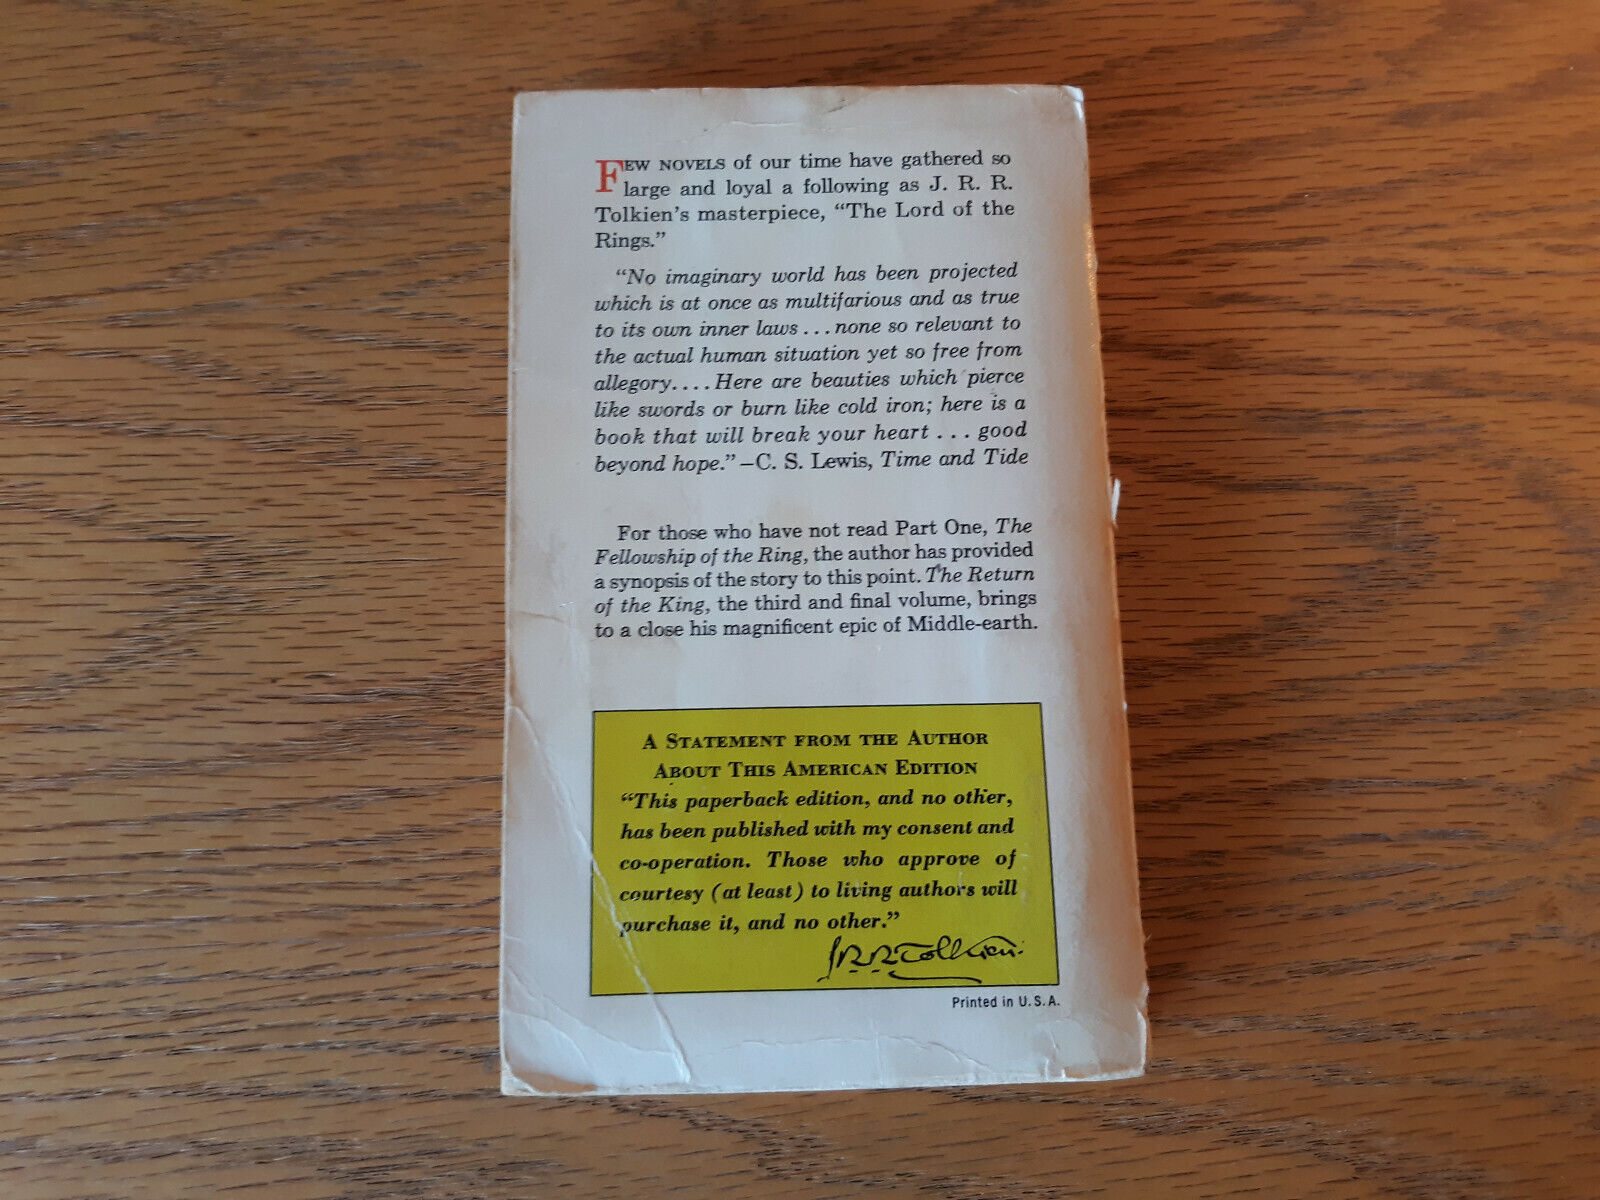 FEW NOVELS of our time have gathered so
large and loyal a following as J. R. R.
Tolkien's masterpiece, “The Lord of the
Rings.”
“No imaginary world has been projected
which is at once as multifarious and as true
to its own inner laws . . . none so relevant to
the actual human situation yet so free from
allegory. . . . Here are beauties which pierce
like swords or burn like cold iron; here is a
book that will break your heart . . . good
beyond hope.” –C. S. Lewis, Time and Tide
For those who have not read Part One, The
Fellowship of the Ring, the author has provided
a synopsis of the story to this point. The Return
of the King, the third and final volume, brings
to a close his magnificent epic of Middle-earth.
A STATEMENT FROM THE AUTHOR
ABOUT THIS AMERICAN EDITION
“This paperback edition, and no other,
has been published with my consent and
co-operation. Those who approve of
courtesy (at least) to living authors will
purchase it, and no other.”
J.R.R. Tolkien
Printed in U.S.A.